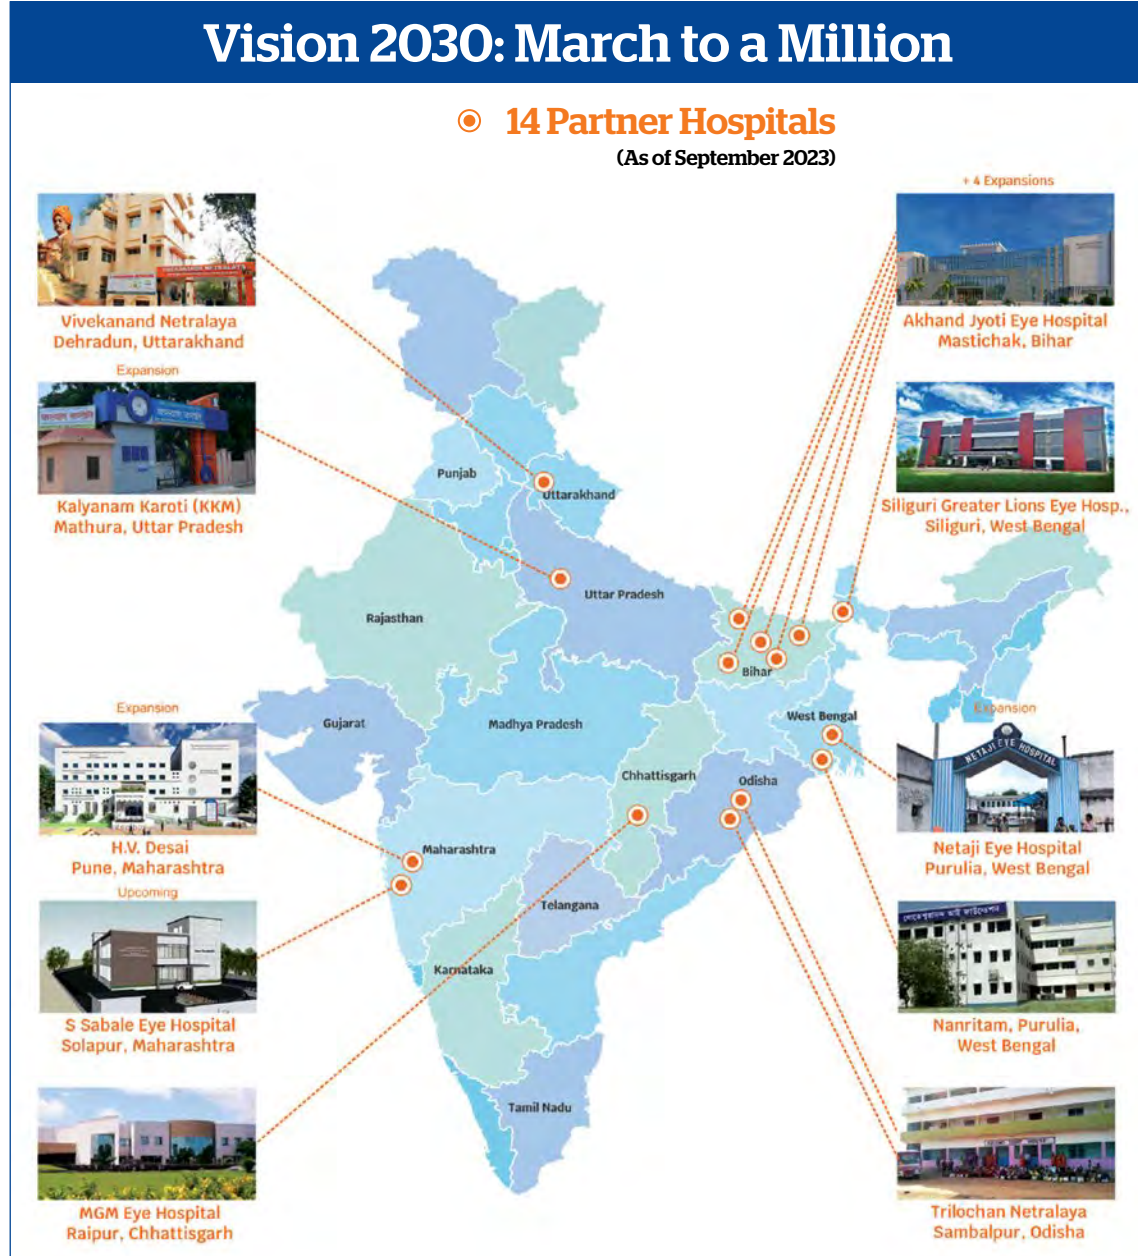 Vision 2030: March to a Million
14 Partner Hospitals
(As of September 2023)
Vivekanand Netralaya
Dehradun, Uttarakhand
Expansion
Kalyanam Karoti (KKM)
Mathura, Uttar Pradesh
Expansion
H.V. Desai
Pune, Maharashtra
Upcoming
S Sabale Eye Hospital
Solapur, Maharashtra
MGM Eye Hospital
Raipur, Chhattisgarh
Punjab
Uttarakhand
Uttar Pradesh
Rajasthan
Bihar
Gujarat
Madhya Pradesh
West Bengal
Chhattisgarh
Odisha
Maharashtra
Telangana
Karnataka
Tamil Nadu
+ 4 Expansions
Akhand Jyoti Eye Hospital
Mastichak, Bihar
Siliguri Greater Lions Eye Hosp.,
Siliguri, West Bengal
Expansion
NETAJI EYE HOSPITAL
Netaji Eye Hospital
Purulia, West Bengal
Nanritam, Purulia,
West Bengal
Trilochan Netralaya
Sambalpur, Odisha